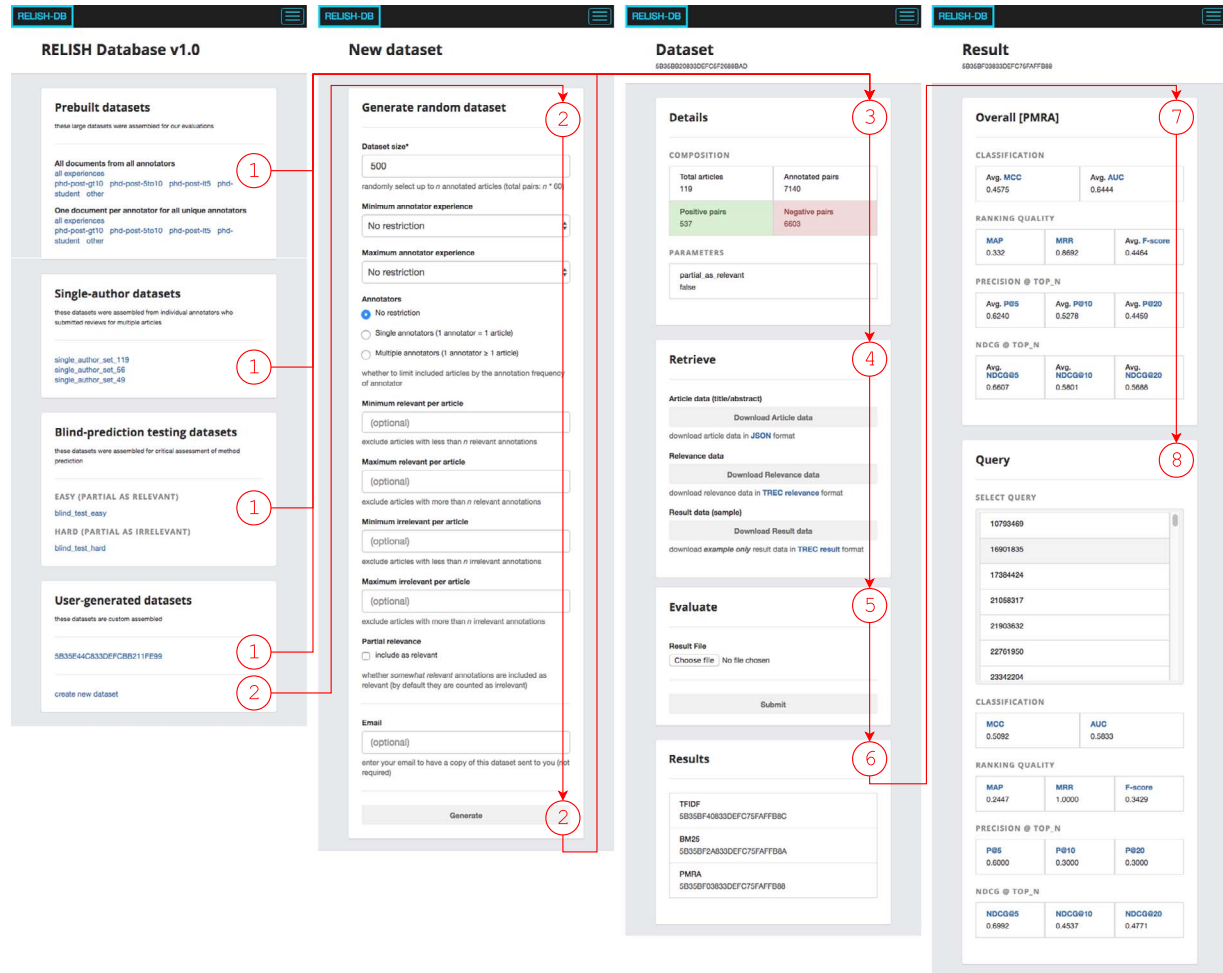 RELISH-DB
RELISH Database v1.0
Prebuilt datasets
these large datasets were assembled for our evaluations
All documents from all annotators
all experiences
phd-post-gt10 phd-post-5to10 phd-post-lt5 phd-
student other
One document per annotator for all unique annotators
all experiences
phd-post-gt10 phd-post-5to10 phd-post-lt5 phd-
student other
1
Single-author datasets
these datasets were assembled from individual annotators who
submitted reviews for multiple articles
single_author_set_119
single_author_set_56
single_author_set_49
1
Blind-prediction testing datasets
these datasets were assembled for critical assessment of method
prediction
EASY (PARTIAL AS RELEVANT)
blind_test_easy
1
HARD (PARTIAL AS IRRELEVANT)
blind_test_hard
User-generated datasets
these datasets are custom assembled
5B35E44C833DEFCBB211FE99
1
create new dataset
2
RELISH-DB
New dataset
Generate random dataset
2
Dataset size*
500
randomly select up to n annotated articles (total pairs: n * 60)
Minimum annotator experience
No restriction
Maximum annotator experience
No restriction
Annotators
No restriction
Single annotators (1 annotator = 1 article)
Multiple annotators (1 annotator ≥ 1 article)
whether to limit included articles by the annotation frequency
of annotator
Minimum relevant per article
(optional)
exclude articles with less than n relevant annotations
Maximum relevant per article
(optional)
exclude articles with more than n relevant annotations
Minimum irrelevant per article
(optional)
exclude articles with less than n irrelevant annotations
Maximum irrelevant per article
(optional)
exclude articles with more than n irrelevant annotations
Partial relevance
include as relevant
whether somewhat relevant annotations are included as
relevant (by default they are counted as irrelevant)
Email
(optional)
enter your email to have a copy of this dataset sent to you (not
required)
Generate
2
RELISH-DB
Dataset
5B35B020833DEFC5F2688BAD
Details
3
COMPOSITION
Total articles
119
Annotated pairs
7140
Positive pairs
537
Negative pairs
6603
PARAMETERS
partial_as_relevant
false
Retrieve
4
Article data (title/abstract)
Download Article data
download article data in JSON format
Relevance data
Download Relevance data
download relevance data in TREC relevance format
Result data (sample)
Download Result data
download example only result data in TREC result format
Evaluate
5
Result File
Choose file No file chosen
Submit
Results
6
TFIDF
5B35BF40833DEFC75FAFFB8C
BM25
5B35BF2A833DEFC75FAFFB8A
PMRA
5B35BF03833DEFC75FAFFB88
RELISH-DB
Result
5B35BF03833DEFC75FAFFB88
Overall [PMRA]
7
CLASSIFICATION
Avg. MCC
0.4575
Avg. AUC
0.6444
RANKING QUALITY
MAP
0.332
MRR
0.8692
Avg. F-score
0.4464
PRECISION @ TOP_N
Avg. P@5
0.6240
Avg. P@10
0.5278
Avg. P@20
0.4459
NDCG @ TOP_N
Avg.
NDCG@5
0.6607
Avg.
NDCG@10
0.5801
Avg.
NDCG@20
0.5688
Query
8
SELECT QUERY
10793469
16901835
17384424
21058317
21903632
22761950
23342204
CLASSIFICATION
MCC
0.5092
AUC
0.5833
RANKING QUALITY
MAP
0.2447
MRR
1.0000
F-score
0.3429
PRECISION @ TOP_N
P@5
0.6000
P@10
0.3000
P@20
0.3000
NDCG @ TOP_N
NDCG@5
0.6992
NDCG@10
0.4537
NDCG@20
0.4771